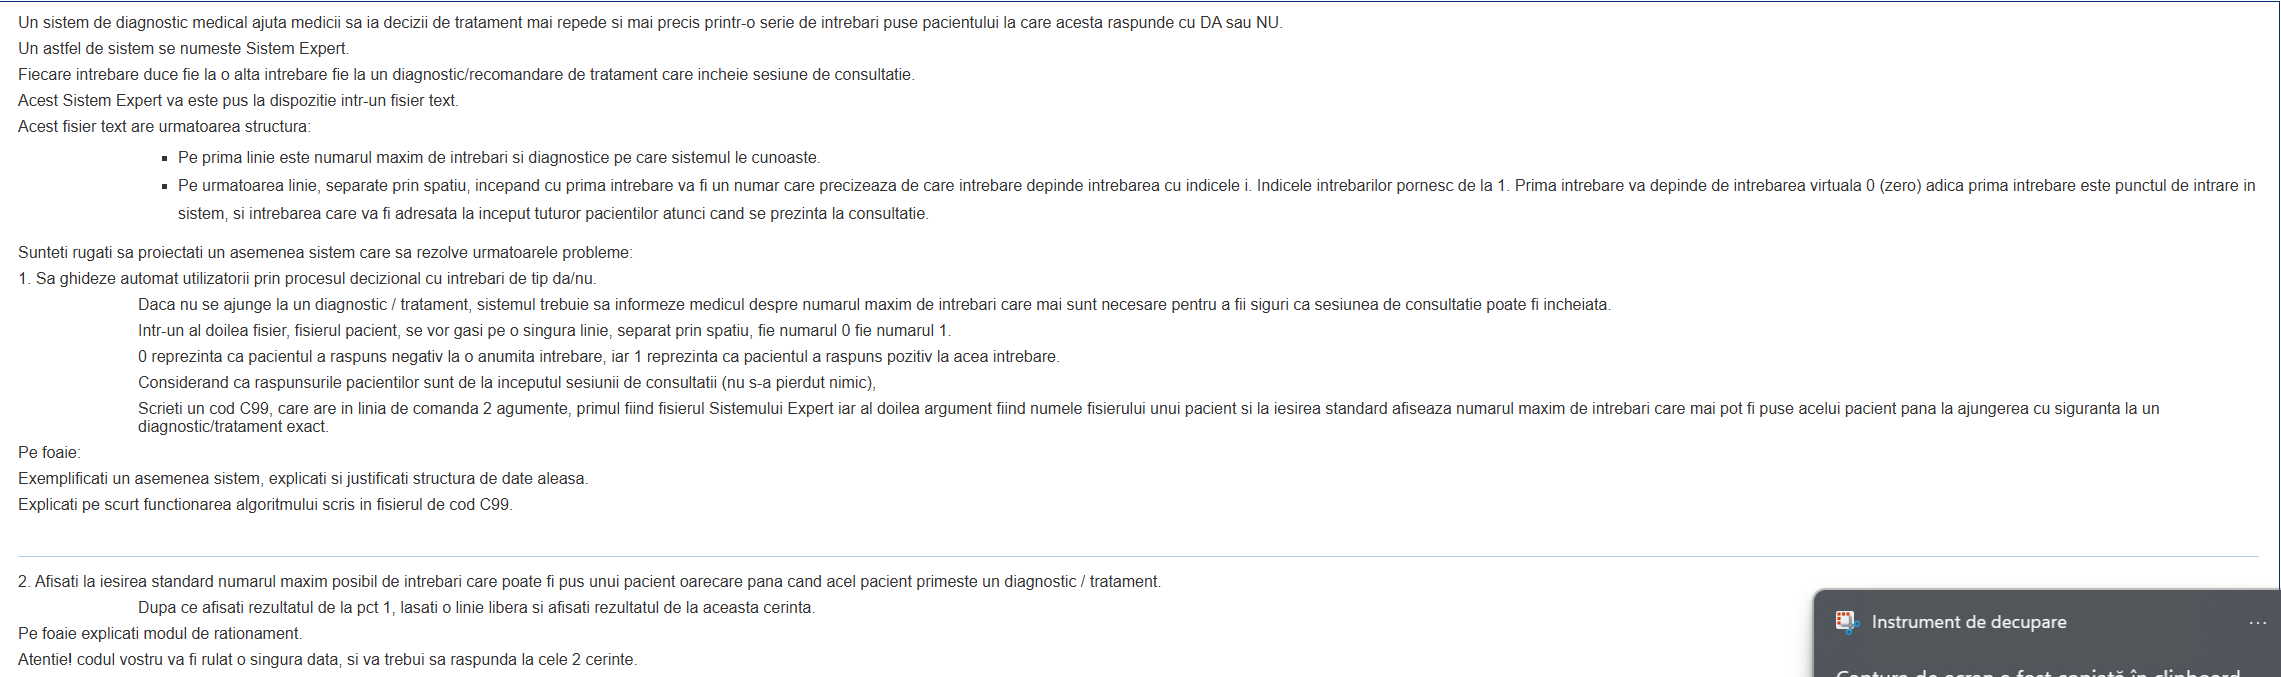 Un sistem de diagnostic medical ajuta medicii sa ia decizii de tratament mai repede si mai precis printr-o serie de intrebari puse pacientului la care acesta raspunde cu DA sau NU.
Un astfel de sistem se numeste Sistem Expert.
Fiecare intrebare duce fie la o alta intrebare fie la un diagnostic/recomandare de tratament care incheie sesiune de consultatie.
Acest Sistem Expert va este pus la dispozitie intr-un fisier text.
Acest fisier text are urmatoarea structura:
▪ Pe prima linie este numarul maxim de intrebari si diagnostice pe care sistemul le cunoaste.
▪ Pe urmatoarea linie, separate prin spatiu, incepand cu prima intrebare va fi un numar care precizeaza de care intrebare depinde intrebarea cu indicele i. Indicele intrebarilor pornesc de la 1. Prima intrebare va depinde de intrebarea virtuala 0 (zero) adica prima intrebare este punctul de intrare in
sistem, si intrebarea care va fi adresata la inceput tuturor pacientilor atunci cand se prezinta la consultatie.
Sunteti rugati sa proiectati un asemenea sistem care sa rezolve urmatoarele probleme:
1. Sa ghideze automat utilizatorii prin procesul decizional cu intrebari de tip da/nu.
Daca nu se ajunge la un diagnostic / tratament, sistemul trebuie sa informeze medicul despre numarul maxim de intrebari care mai sunt necesare pentru a fii siguri ca sesiunea de consultatie poate fi incheiata.
Intr-un al doilea fisier, fisierul pacient, se vor gasi pe o singura linie, separat prin spatiu, fie numarul 0 fie numarul 1.
0 reprezinta ca pacientul a raspuns negativ la o anumita intrebare, iar 1 reprezinta ca pacientul a raspuns pozitiv la acea intrebare.
Considerand ca raspunsurile pacientilor sunt de la inceputul sesiunii de consultatii (nu s-a pierdut nimic),
Scrieti un cod C99, care are in linia de comanda 2 agumente, primul fiind fisierul Sistemului Expert iar al doilea argument fiind numele fisierului unui pacient si la iesirea standard afiseaza numarul maxim de intrebari care mai pot fi puse acelui pacient pana la ajungerea cu siguranta la un
diagnostic/tratament exact.
Pe foaie:
Exemplificati un asemenea sistem, explicati si justificati structura de date aleasa.
Explicati pe scurt functionarea algoritmului scris in fisierul de cod C99.
2. Afisati la iesirea standard numarul maxim posibil de intrebari care poate fi pus unui pacient oarecare pana cand acel pacient primeste un diagnostic / tratament.
Dupa ce afisati rezultatul de la pct 1, lasati o linie libera si afisati rezultatul de la aceasta cerinta.
Pe foaie explicati modul de rationament.
Atentie! codul vostru va fi rulat o singura data, si va trebui sa raspunda la cele 2 cerinte.
Instrument de decupare
...